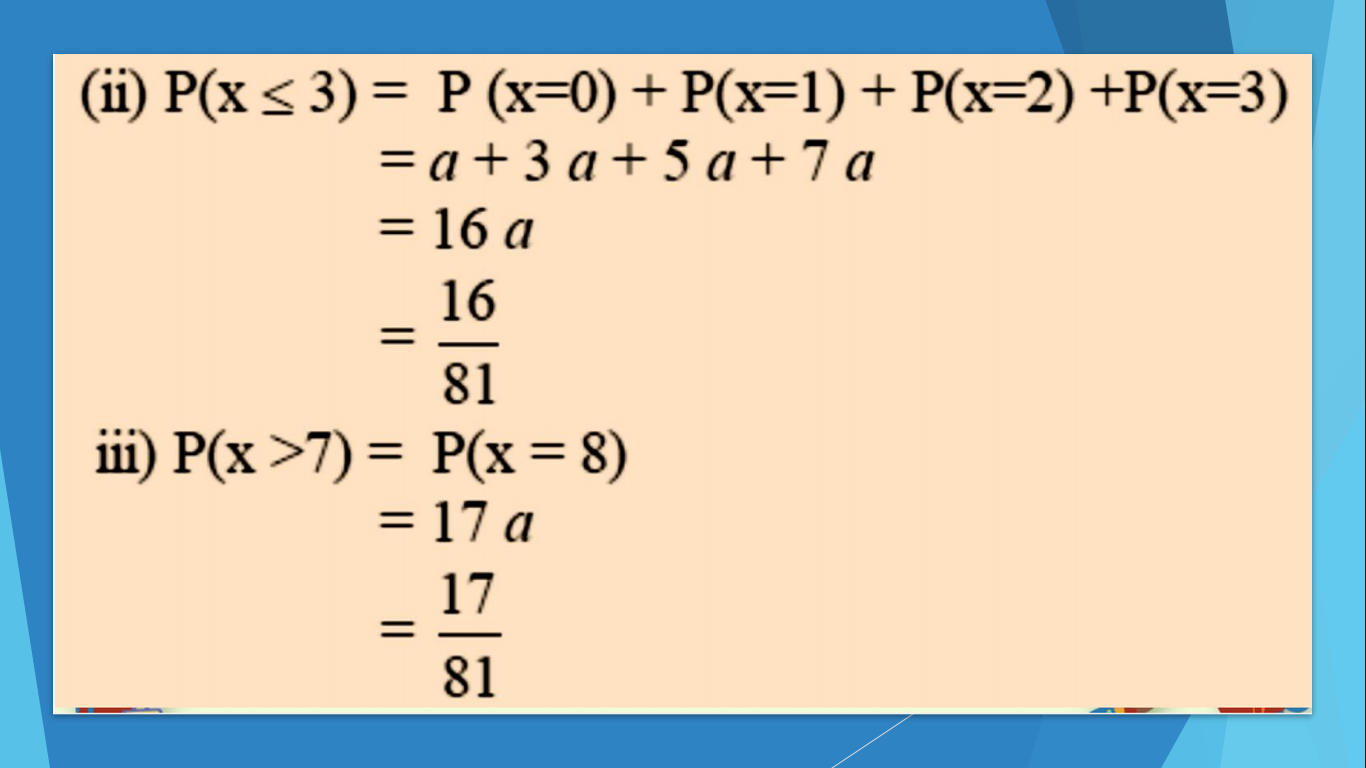 (ii) P(x ≤ 3) = P (x=0) + P(x=1) + P(x=2) +P(x=3)
= a + 3 a + 5 a + 7 a
= 16 a
= 16/81
iii) P(x >7) = P(x = 8)
= 17 a
= 17/81